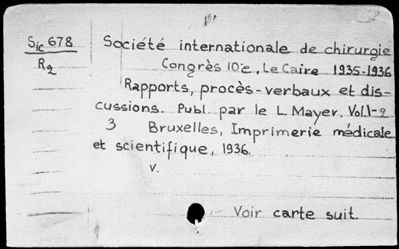 Sic 678
R2
Société internationale de chirurgie
Congrès 10e, Le Caire 1935-1936
Rapports, procès-verbaux et dis-
cussions. Publ. par le L. Mayer. Vol.1-2
3 Bruxelles, Imprimerie médicale
et scientifique, 1936.
v.
Voir carte suit.